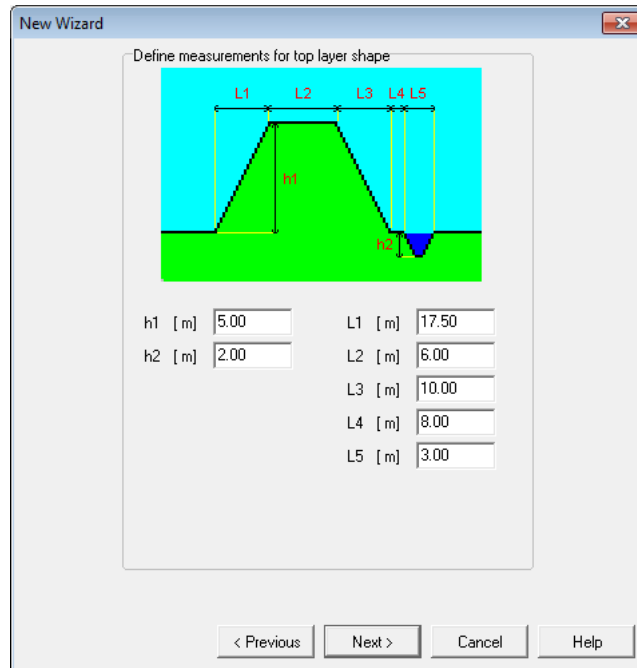 New Wizard
Define measurements for top layer shape
L1 L2 L3 L4 L5
h1
h2
h1 [m] 5.00 L1 [m] 17.50
h2 [m] 2.00 L2 [m] 6.00
L3 [m] 10.00
L4 [m] 8.00
L5 [m] 3.00
< Previous Next > Cancel Help